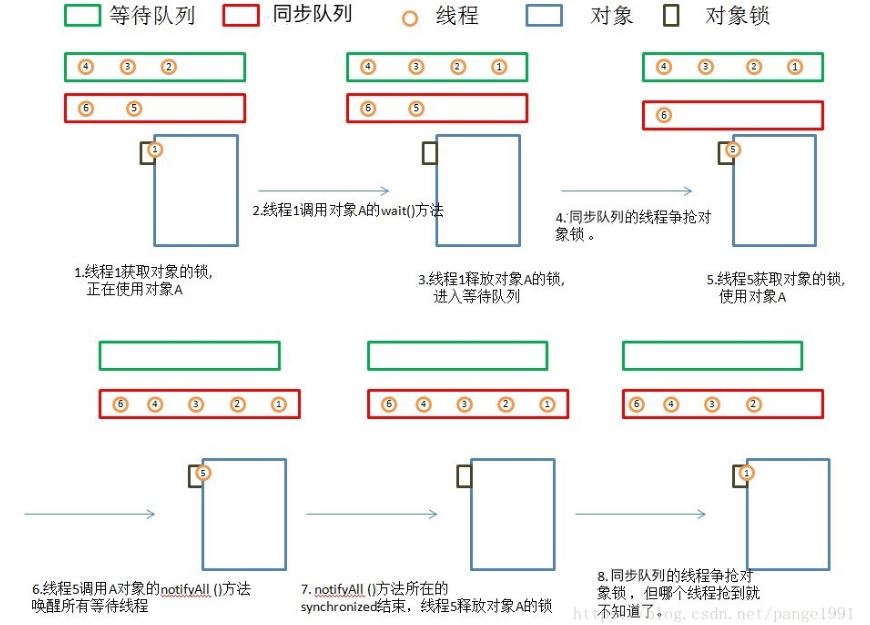 等待队列 同步队列 线程 对象 对象锁
4 3 2 4 3 2 1 4 3 2 1
6 5 6 5 6
1 5
2.线程1调用对象A的wait()方法
4.同步队列的线程争抢对
象锁 。
1.线程1获取对象的锁,
正在使用对象A
3.线程1释放对象A的锁,
进入等待队列
5.线程5获取对象的锁,
使用对象A
6 4 3 2 1 6 4 3 2 1 6 4 3 2
5 1
6.线程5调用A对象的notifyAll ()方法
唤醒所有等待线程
7. notifyAll ()方法所在的
synchronized结束，线程5释放对象A的锁
8.同步队列的线程争抢对
象锁 ，但哪个线程抢到就
不知道了。
https://blog.csdn.net/pange1991